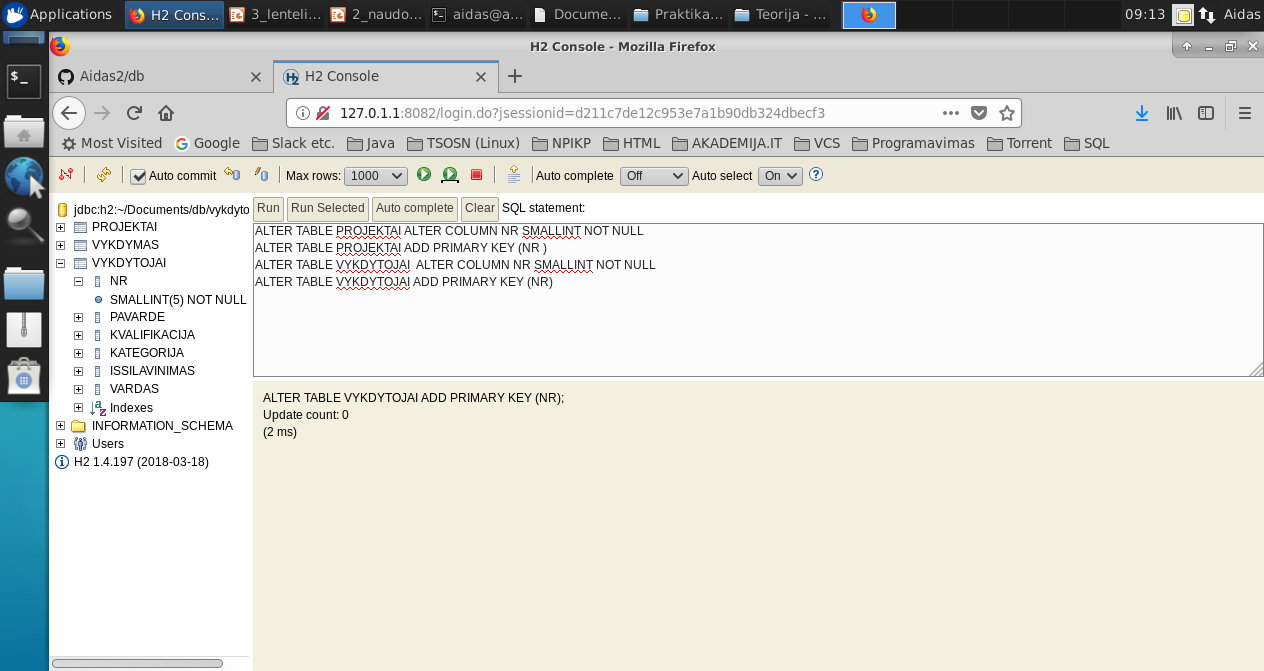 Applications H2 Cons... 3_lenteli... 2_naudo... aidas@a... Docume... Praktika... Teorija - ... 09:13 Aidas
H2 Console - Mozilla Firefox
Aidas2/db H2 Console
127.0.1.1:8082/login.do?jsessionid=d211c7de12c953e7a1b90db324dbecf3
Most Visited Google Slack etc. Java TSOSN (Linux) NPIKP HTML AKADEMIJA.IT VCS Programavimas Torrent SQL
Auto commit Max rows: 1000 Auto complete Off Auto select On
jdbc:h2:~/Documents/db/vykdyto
PROJEKTAI
VYKDYMAS
VYKDYTOJAI
NR
SMALLINT(5) NOT NULL
PAVARDE
KVALIFIKACIJA
KATEGORIJA
ISSILAVINIMAS
VARDAS
Indexes
INFORMATION_SCHEMA
Users
H2 1.4.197 (2018-03-18)
Run Run Selected Auto complete Clear SQL statement:
ALTER TABLE PROJEKTAI ALTER COLUMN NR SMALLINT NOT NULL
ALTER TABLE PROJEKTAI ADD PRIMARY KEY (NR )
ALTER TABLE VYKDYTOJAI  ALTER COLUMN NR SMALLINT NOT NULL
ALTER TABLE VYKDYTOJAI ADD PRIMARY KEY (NR)
ALTER TABLE VYKDYTOJAI ADD PRIMARY KEY (NR);
Update count: 0
(2 ms)